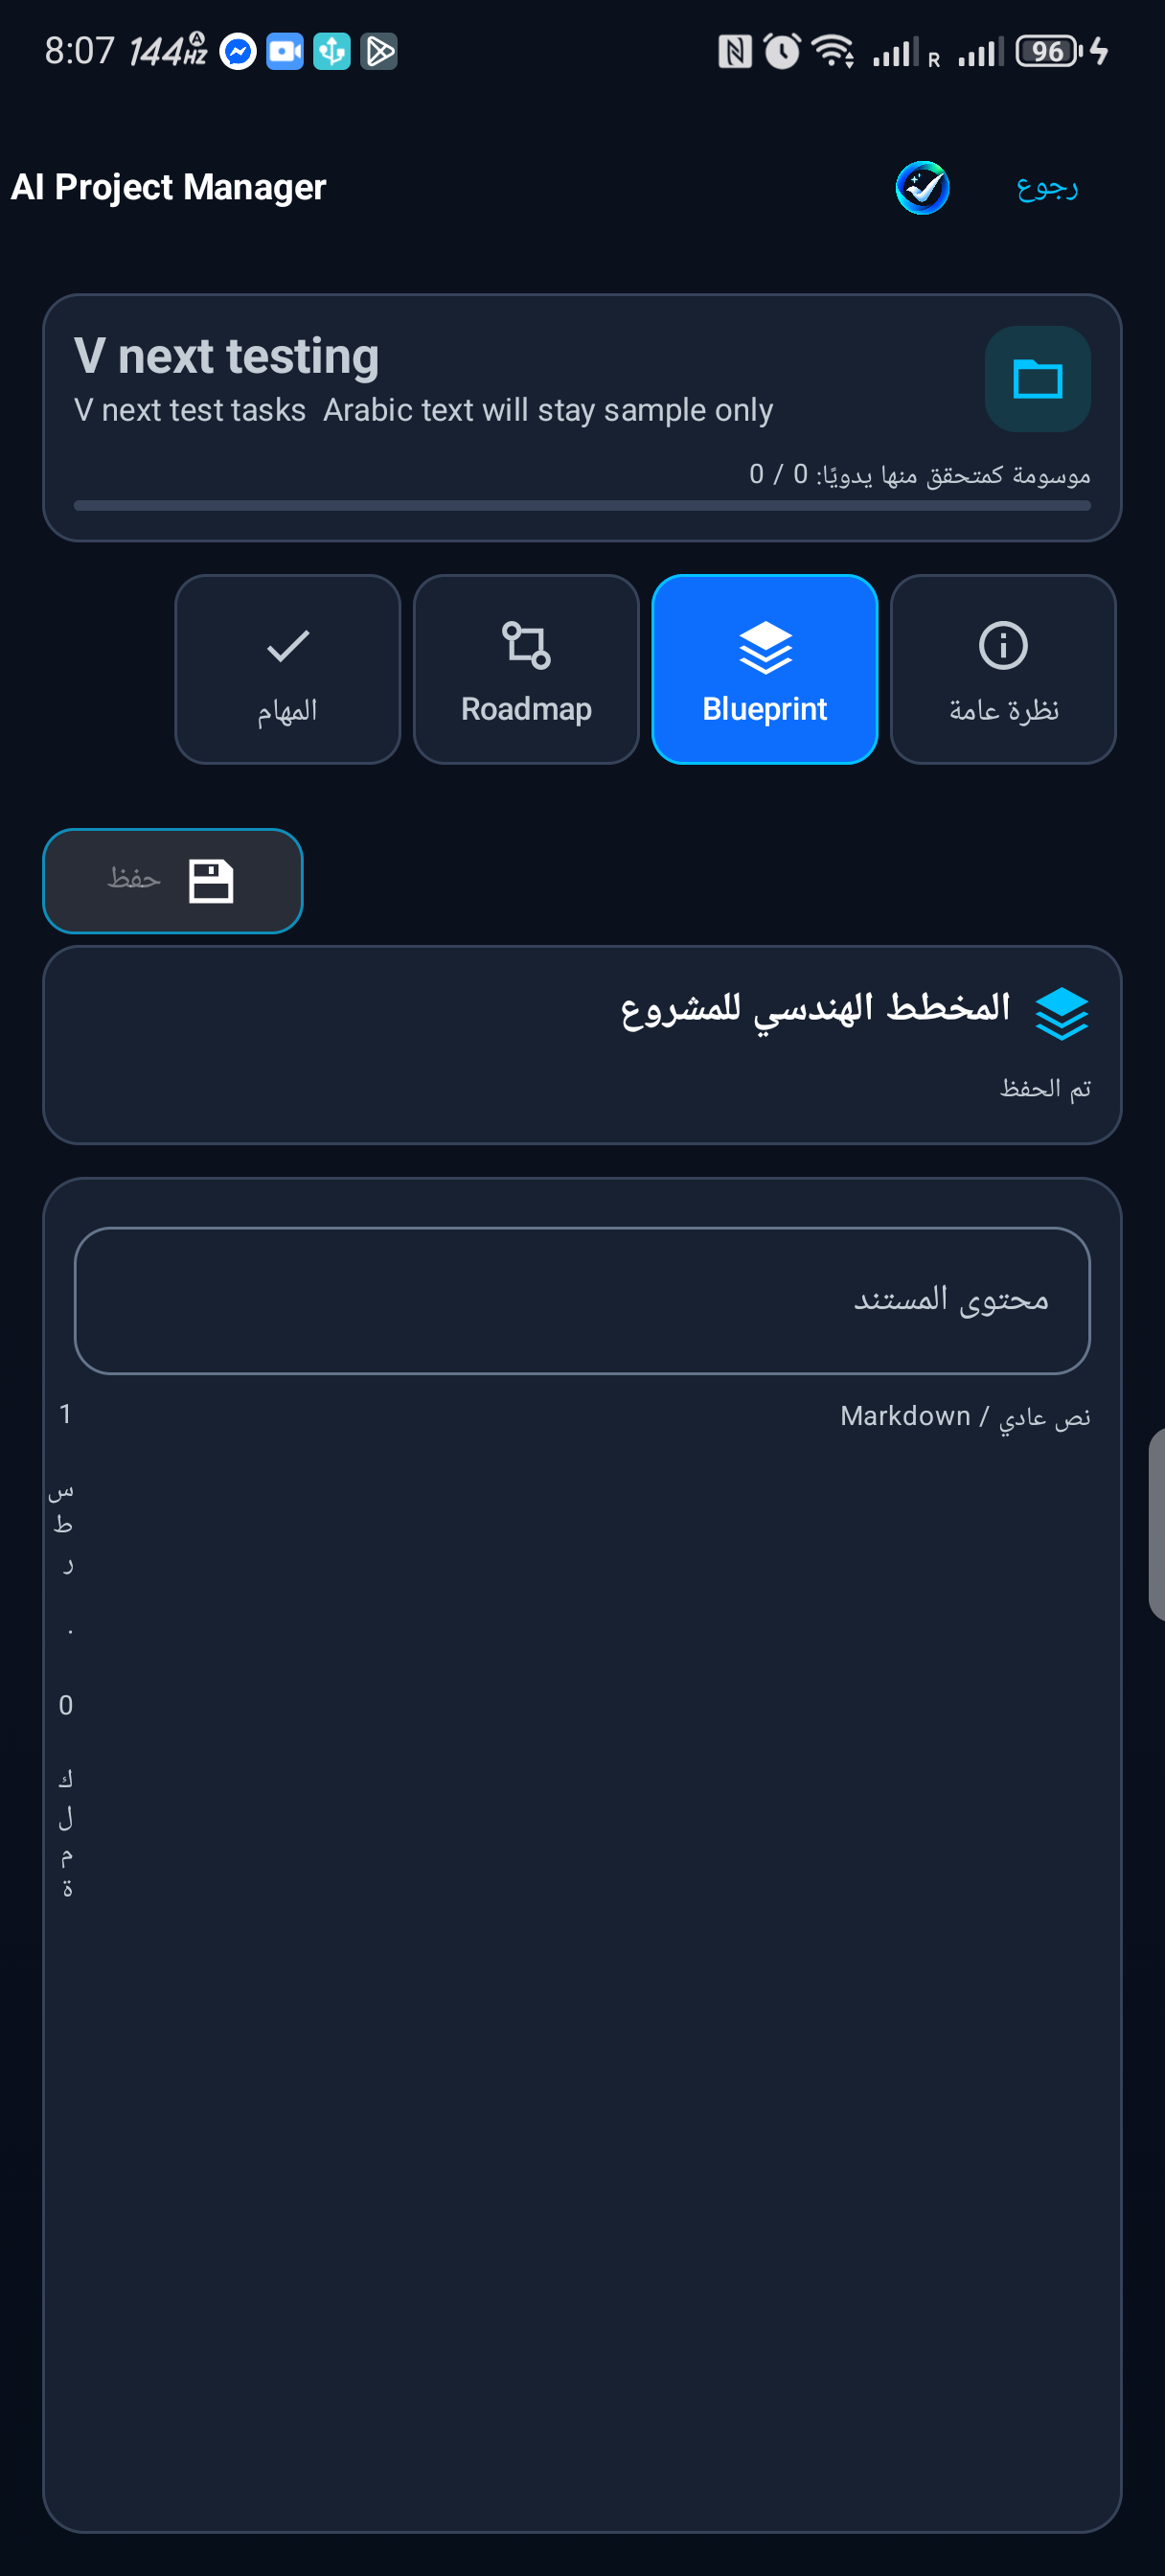 8:07 144HZ A R 96
AI Project Manager رجوع
V next testing
V next test tasks  Arabic text will stay sample only
موسومة كمتحقق منها يدويًا: 0 / 0
نظرة عامة
Blueprint
Roadmap
المهام
حفظ
المخطط الهندسي للمشروع
تم الحفظ
محتوى المستند
نص عادي / Markdown
1
س
ط
ر
.
0
ك
ل
م
ة